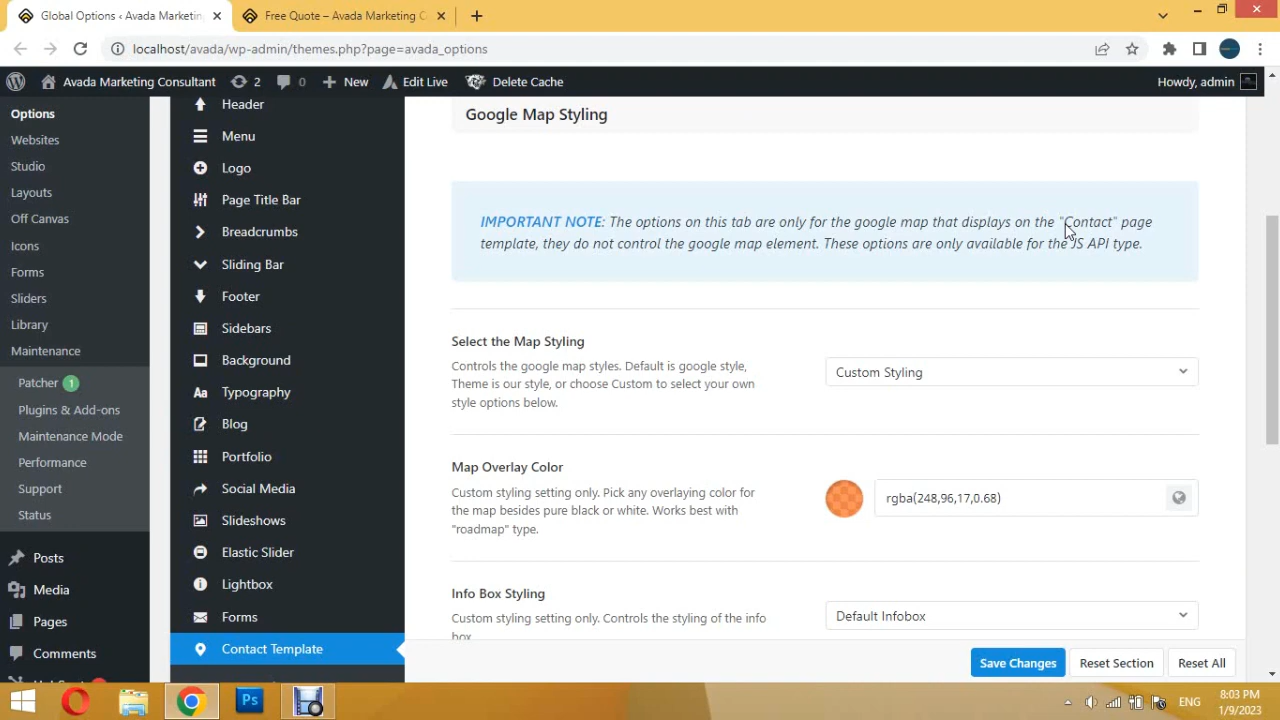 Global Options ‹ Avada Marketin
Free Quote – Avada Marketing C
localhost/avada/wp-admin/themes.php?page=avada_options
Avada Marketing Consultant
2
0
New
Edit Live
Delete Cache
Howdy, admin
Options
Websites
Studio
Layouts
Off Canvas
Icons
Forms
Sliders
Library
Maintenance
Patcher 1
Plugins & Add-ons
Maintenance Mode
Performance
Support
Status
Posts
Media
Pages
Comments
Header
Menu
Logo
Page Title Bar
Breadcrumbs
Sliding Bar
Footer
Sidebars
Background
Aa Typography
Blog
Portfolio
Social Media
Slideshows
Elastic Slider
Lightbox
Forms
Contact Template
Google Map Styling
IMPORTANT NOTE: The options on this tab are only for the google map that displays on the "Contact" page
template, they do not control the google map element. These options are only available for the JS API type.
Select the Map Styling
Controls the google map styles. Default is google style,
Theme is our style, or choose Custom to select your own
style options below.
Custom Styling
Map Overlay Color
Custom styling setting only. Pick any overlaying color for
the map besides pure black or white. Works best with
"roadmap" type.
rgba(248,96,17,0.68)
Info Box Styling
Custom styling setting only. Controls the styling of the info
box.
Default Infobox
Save Changes
Reset Section
Reset All
Ps
ENG
8:03 PM
1/9/2023